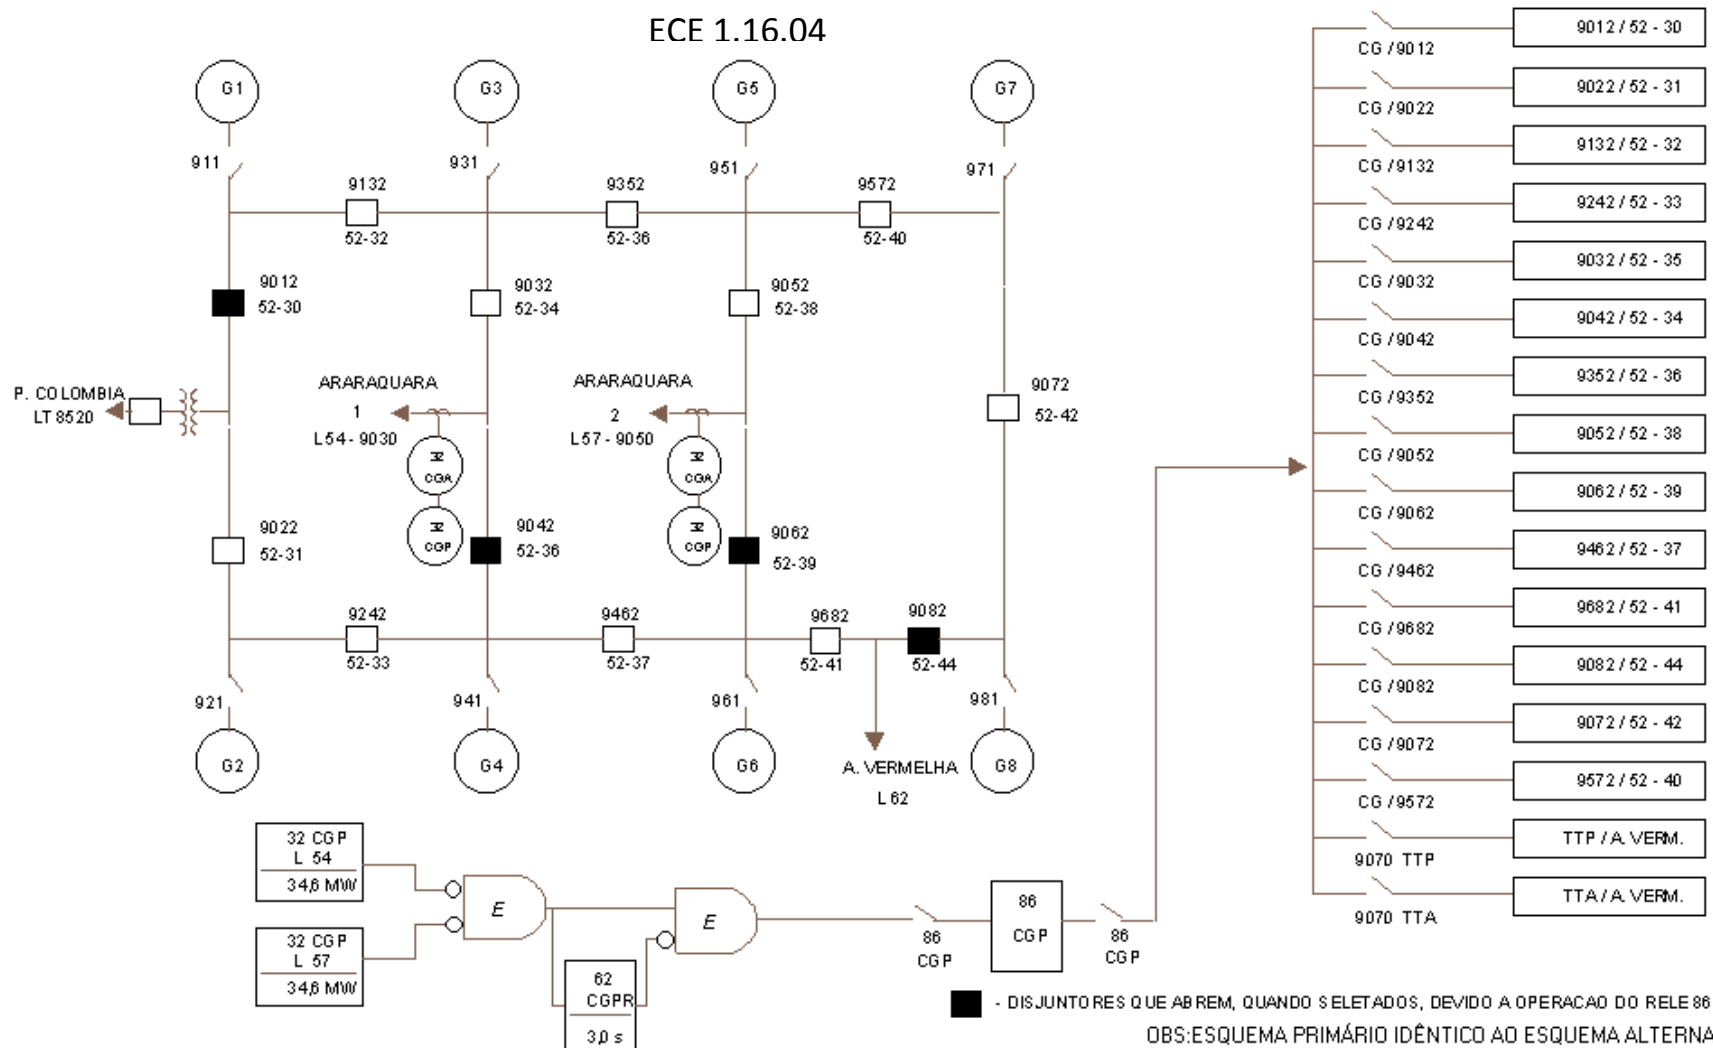 ECE 1.16.04
G1
G3
G5
G7
911
931
951
971
9132
52-32
9352
52-36
9572
52-40
9012
52-30
9032
52-34
9052
52-38
P. COLOMBIA
LT 8520
ARARAQUARA
1
L54 - 9030
32
CGA
32
CGP
ARARAQUARA
2
L57 - 9050
32
CGA
32
CGP
9072
52-42
9022
52-31
9042
52-36
9062
52-39
9242
52-33
9462
52-37
9682
52-41
9082
52-44
921
941
961
981
G2
G4
G6
A. VERMELHA
L 62
G8
32 CGP
L 54
34,6 MW
32 CGP
L 57
34,6 MW
E
62
CGPR
3,0 s
E
86
CGP
86
CGP
86
CGP
CG / 9012
9012 / 52 - 30
CG / 9022
9022 / 52 - 31
CG / 9132
9132 / 52 - 32
CG / 9242
9242 / 52 - 33
CG / 9032
9032 / 52 - 35
CG / 9042
9042 / 52 - 34
CG / 9352
9352 / 52 - 36
CG / 9052
9052 / 52 - 38
CG / 9062
9062 / 52 - 39
CG / 9462
9462 / 52 - 37
CG / 9682
9682 / 52 - 41
CG / 9082
9082 / 52 - 44
CG / 9072
9072 / 52 - 42
CG / 9572
9572 / 52 - 40
9070 TTP
TTP / A. VERM.
9070 TTA
TTA / A. VERM.
- DISJUNTORES QUE ABREM, QUANDO SELETADOS, DEVIDO A OPERACAO DO RELE 86
OBS:ESQUEMA PRIMÁRIO IDÊNTICO AO ESQUEMA ALTERNA